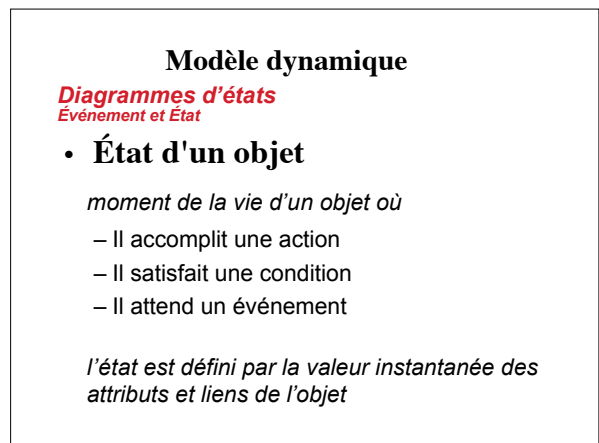 Modèle dynamique
Diagrammes d'états
Événement et État
• État d'un objet
moment de la vie d'un objet où
– Il accomplit une action
– Il satisfait une condition
– Il attend un événement
l'état est défini par la valeur instantanée des
attributs et liens de l'objet